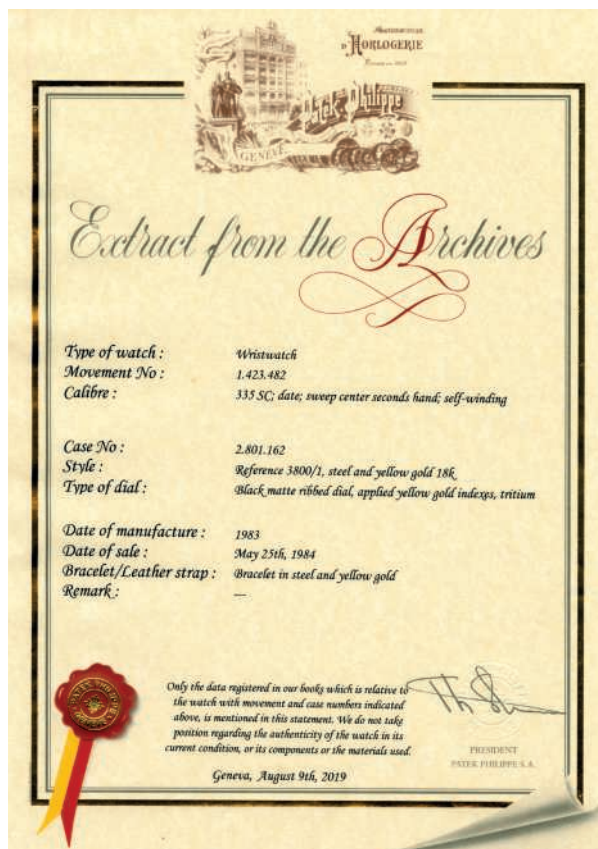 MANUFACTURE
D'HORLOGERIE
Patek Philippe
GENÈVE
Extract from the Archives
Type of watch : Wristwatch
Movement No : 1.423.482
Calibre : 335 SC; date; sweep center seconds hand; self-winding
Case No : 2.801.162
Style : Reference 3800/1, steel and yellow gold 18k
Type of dial : Black matte ribbed dial, applied yellow gold indexes, tritium
Date of manufacture : 1983
Date of sale : May 25th, 1984
Bracelet/Leather strap : Bracelet in steel and yellow gold
Remark : ---
Only the data registered in our books which is relative to
the watch with movement and case numbers indicated
above, is mentioned in this statement. We do not take
position regarding the authenticity of the watch in its
current condition, or its components or the materials used.
Geneva, August 9th, 2019
PRESIDENT
PATEK PHILIPPE S.A.